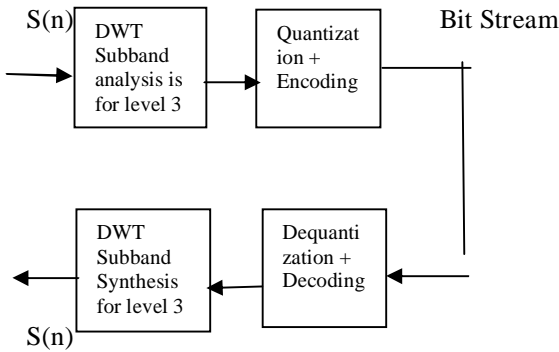 S(n)
Bit Stream
DWT
Subband
analysis is
for level 3
Quantizat
ion +
Encoding
DWT
Subband
Synthesis
for level 3
Dequanti
zation +
Decoding
S(n)